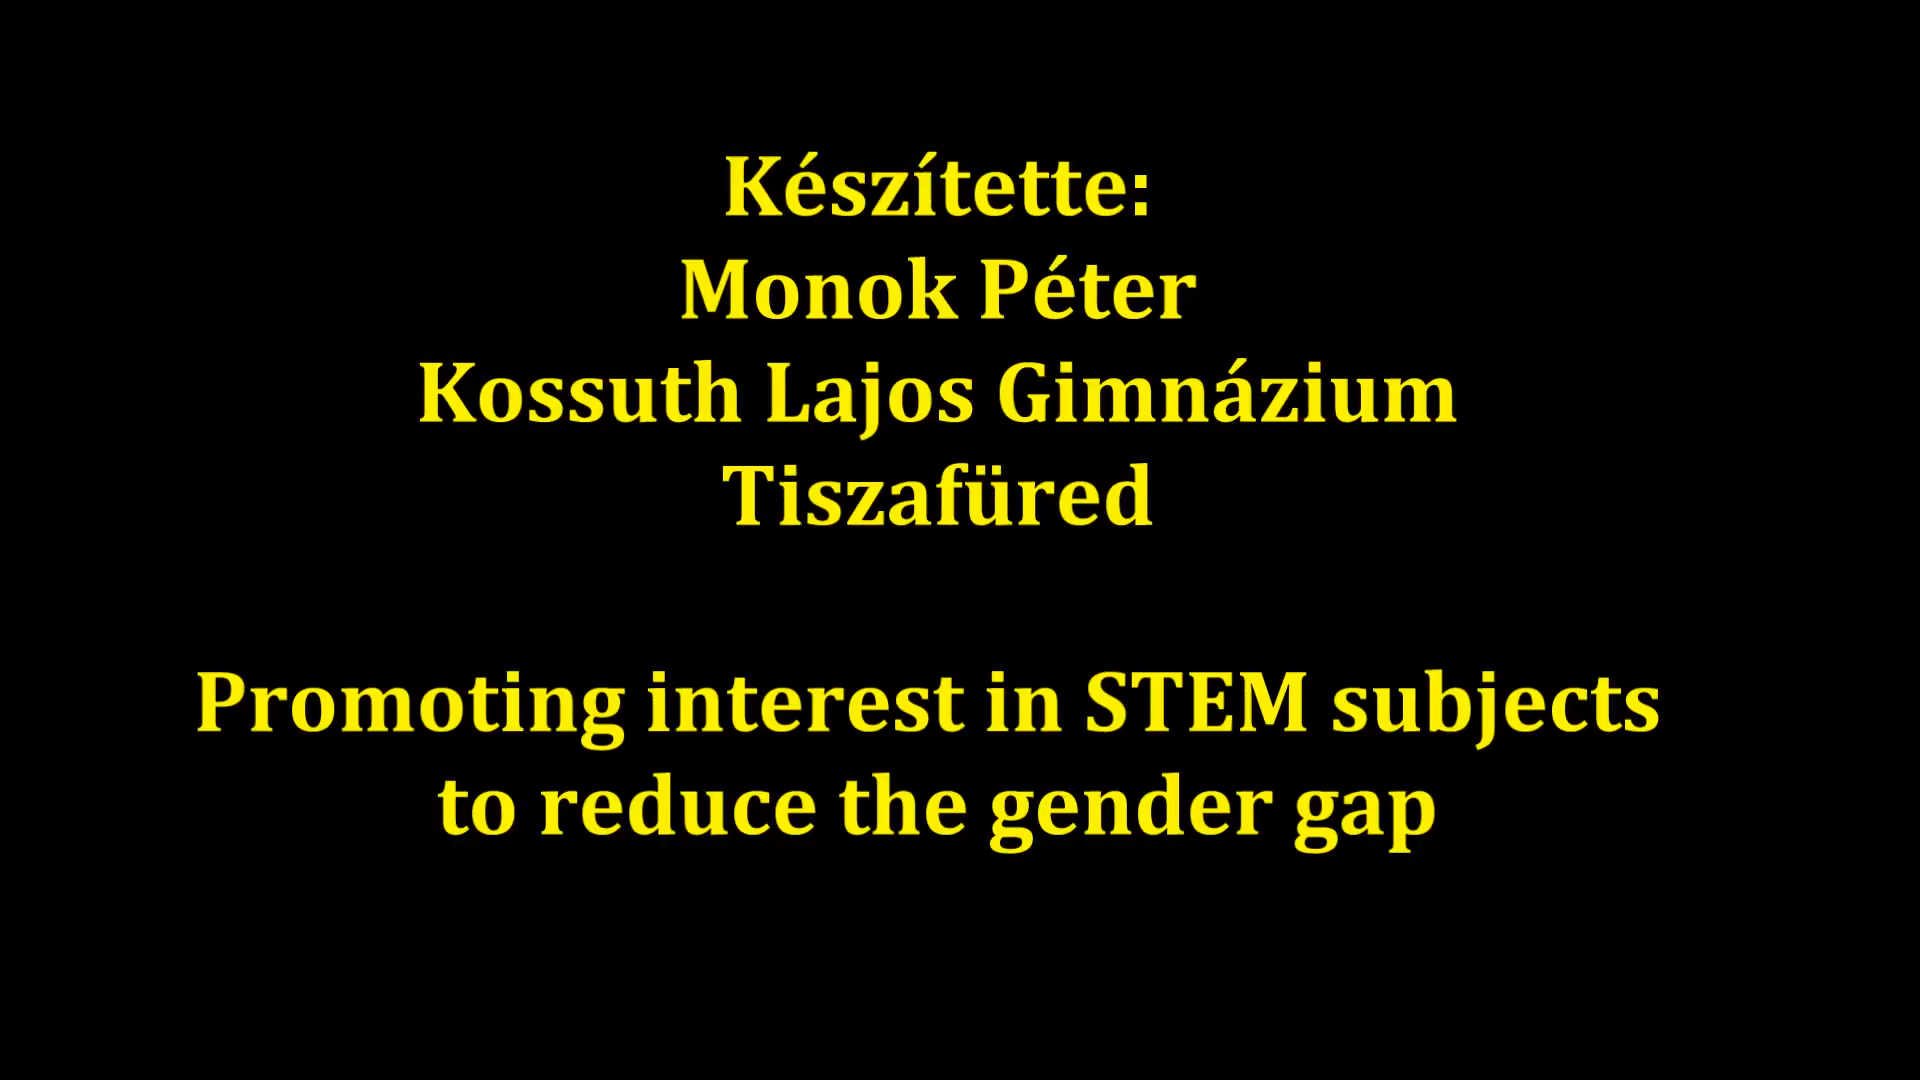 Készítette:
Monok Péter
Kossuth Lajos Gimnázium
Tiszafüred
Promoting interest in STEM subjects
to reduce the gender gap